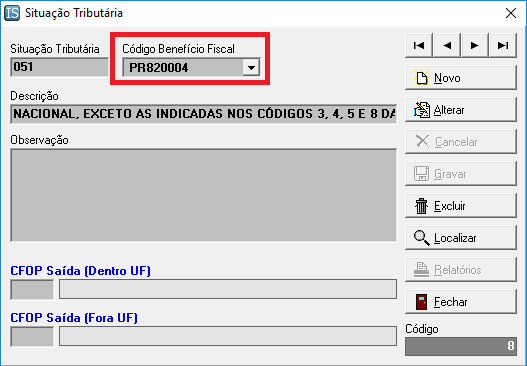 IS Situação Tributária
Situação Tributária
Código Benefício Fiscal
051
PR820004
Novo
Descrição
NACIONAL, EXCETO AS INDICADAS NOS CÓDIGOS 3, 4, 5 E 8 DA
Alterar
Observação
Cancelar
Gravar
Excluir
Localizar
CFOP Saída (Dentro UF)
Relatórios
Fechar
CFOP Saída (Fora UF)
Código
8